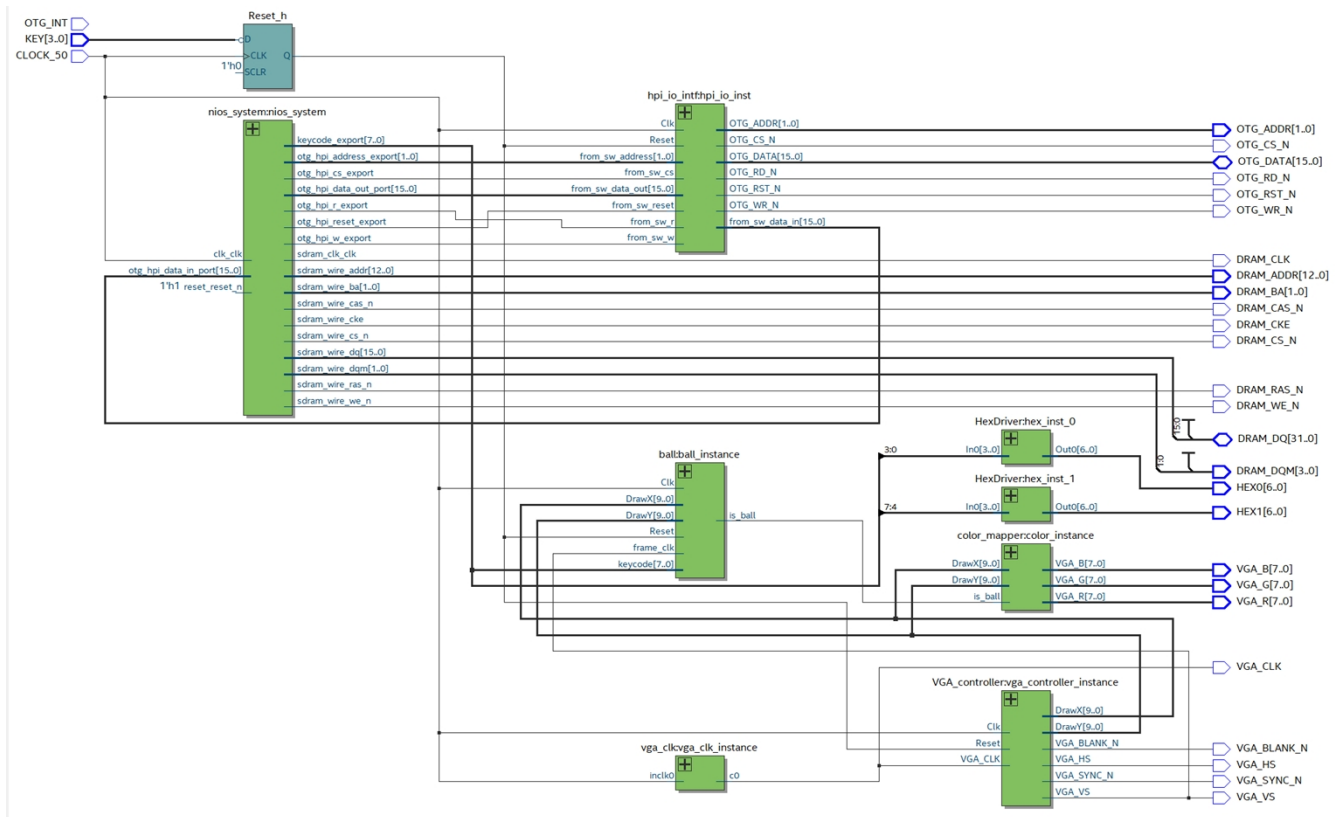 OTG_INT
KEY[3..0]
CLOCK_50
Reset_h
D
CLK
Q
1'h0
SCLR
nios_system:nios_system
keycode_export[7..0]
otg_hpi_address_export[1..0]
otg_hpi_cs_export
otg_hpi_data_out_port[15..0]
otg_hpi_r_export
otg_hpi_reset_export
otg_hpi_w_export
clk_clk
sdram_clk_clk
otg_hpi_data_in_port[15..0]
sdram_wire_addr[12..0]
1'h1 reset_reset_n
sdram_wire_ba[1..0]
sdram_wire_cas_n
sdram_wire_cke
sdram_wire_cs_n
sdram_wire_dq[15..0]
sdram_wire_dqm[1..0]
sdram_wire_ras_n
sdram_wire_we_n
hpi_io_intf:hpi_io_inst
Clk
Reset
from_sw_address[1..0]
from_sw_cs
from_sw_data_out[15..0]
from_sw_reset
from_sw_r
from_sw_w
OTG_ADDR[1..0]
OTG_CS_N
OTG_DATA[15..0]
OTG_RD_N
OTG_RST_N
OTG_WR_N
from_sw_data_in[15..0]
OTG_ADDR[1..0]
OTG_CS_N
OTG_DATA[15..0]
OTG_RD_N
OTG_RST_N
OTG_WR_N
DRAM_CLK
DRAM_ADDR[12..0]
DRAM_BA[1..0]
DRAM_CAS_N
DRAM_CKE
DRAM_CS_N
DRAM_RAS_N
DRAM_WE_N
15:0
DRAM_DQ[31..0]
1:0
DRAM_DQM[3..0]
HEX0[6..0]
HEX1[6..0]
HexDriver:hex_inst_0
3:0
In0[3..0]
Out0[6..0]
HexDriver:hex_inst_1
7:4
In0[3..0]
Out0[6..0]
ball:ball_instance
Clk
DrawX[9..0]
DrawY[9..0]
Reset
frame_clk
keycode[7..0]
is_ball
color_mapper:color_instance
DrawX[9..0]
DrawY[9..0]
is_ball
VGA_B[7..0]
VGA_G[7..0]
VGA_R[7..0]
VGA_B[7..0]
VGA_G[7..0]
VGA_R[7..0]
VGA_CLK
VGA_controller:vga_controller_instance
Clk
Reset
VGA_CLK
DrawX[9..0]
DrawY[9..0]
VGA_BLANK_N
VGA_HS
VGA_SYNC_N
VGA_VS
VGA_BLANK_N
VGA_HS
VGA_SYNC_N
VGA_VS
vga_clk:vga_clk_instance
inclk0
c0